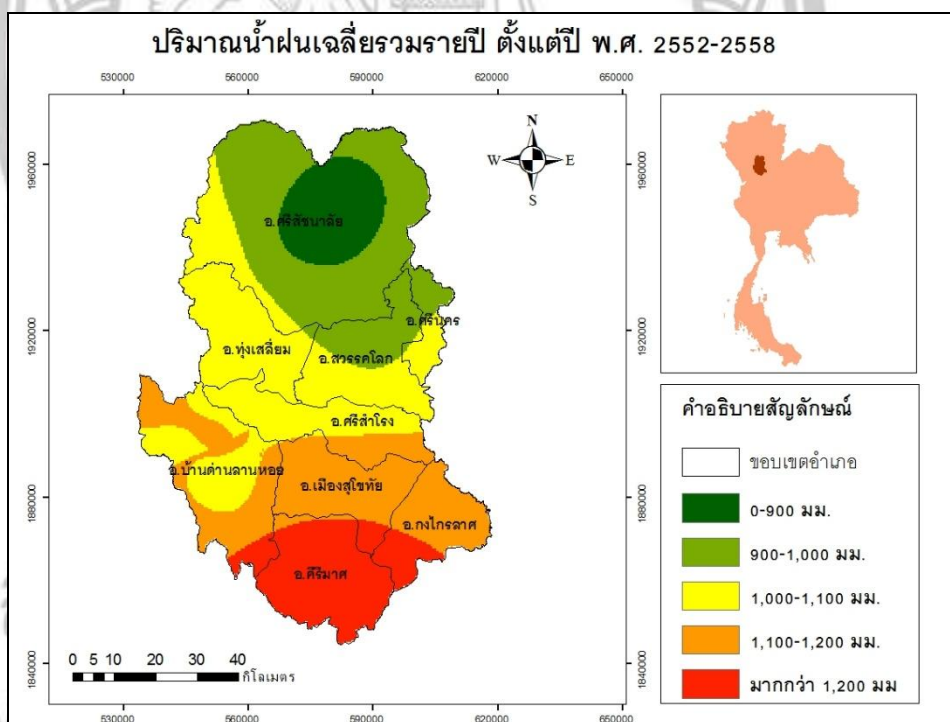 ปริมาณน้ำฝนเฉลี่ยรวมรายปี ตั้งแต่ปี พ.ศ. 2552-2558
530000 560000 590000 620000 650000
1960000 1960000
N
W E
S
อ.ศรีสัชนาลัย
1920000 1920000
อ.ศรีนคร
อ.ทุ่งเสลี่ยม
อ.สวรรคโลก
อ.ศรีสำโรง
อ.บ้านด่านลานหอย
อ.เมืองสุโขทัย
1880000 1880000
อ.กงไกรลาศ
อ.คีรีมาศ
1840000 1840000
0 5 10 20 30 40
กิโลเมตร
530000 560000 590000 620000 650000
คำอธิบายสัญลักษณ์
ขอบเขตอำเภอ
0-900 มม.
900-1,000 มม.
1,000-1,100 มม.
1,100-1,200 มม.
มากกว่า 1,200 มม